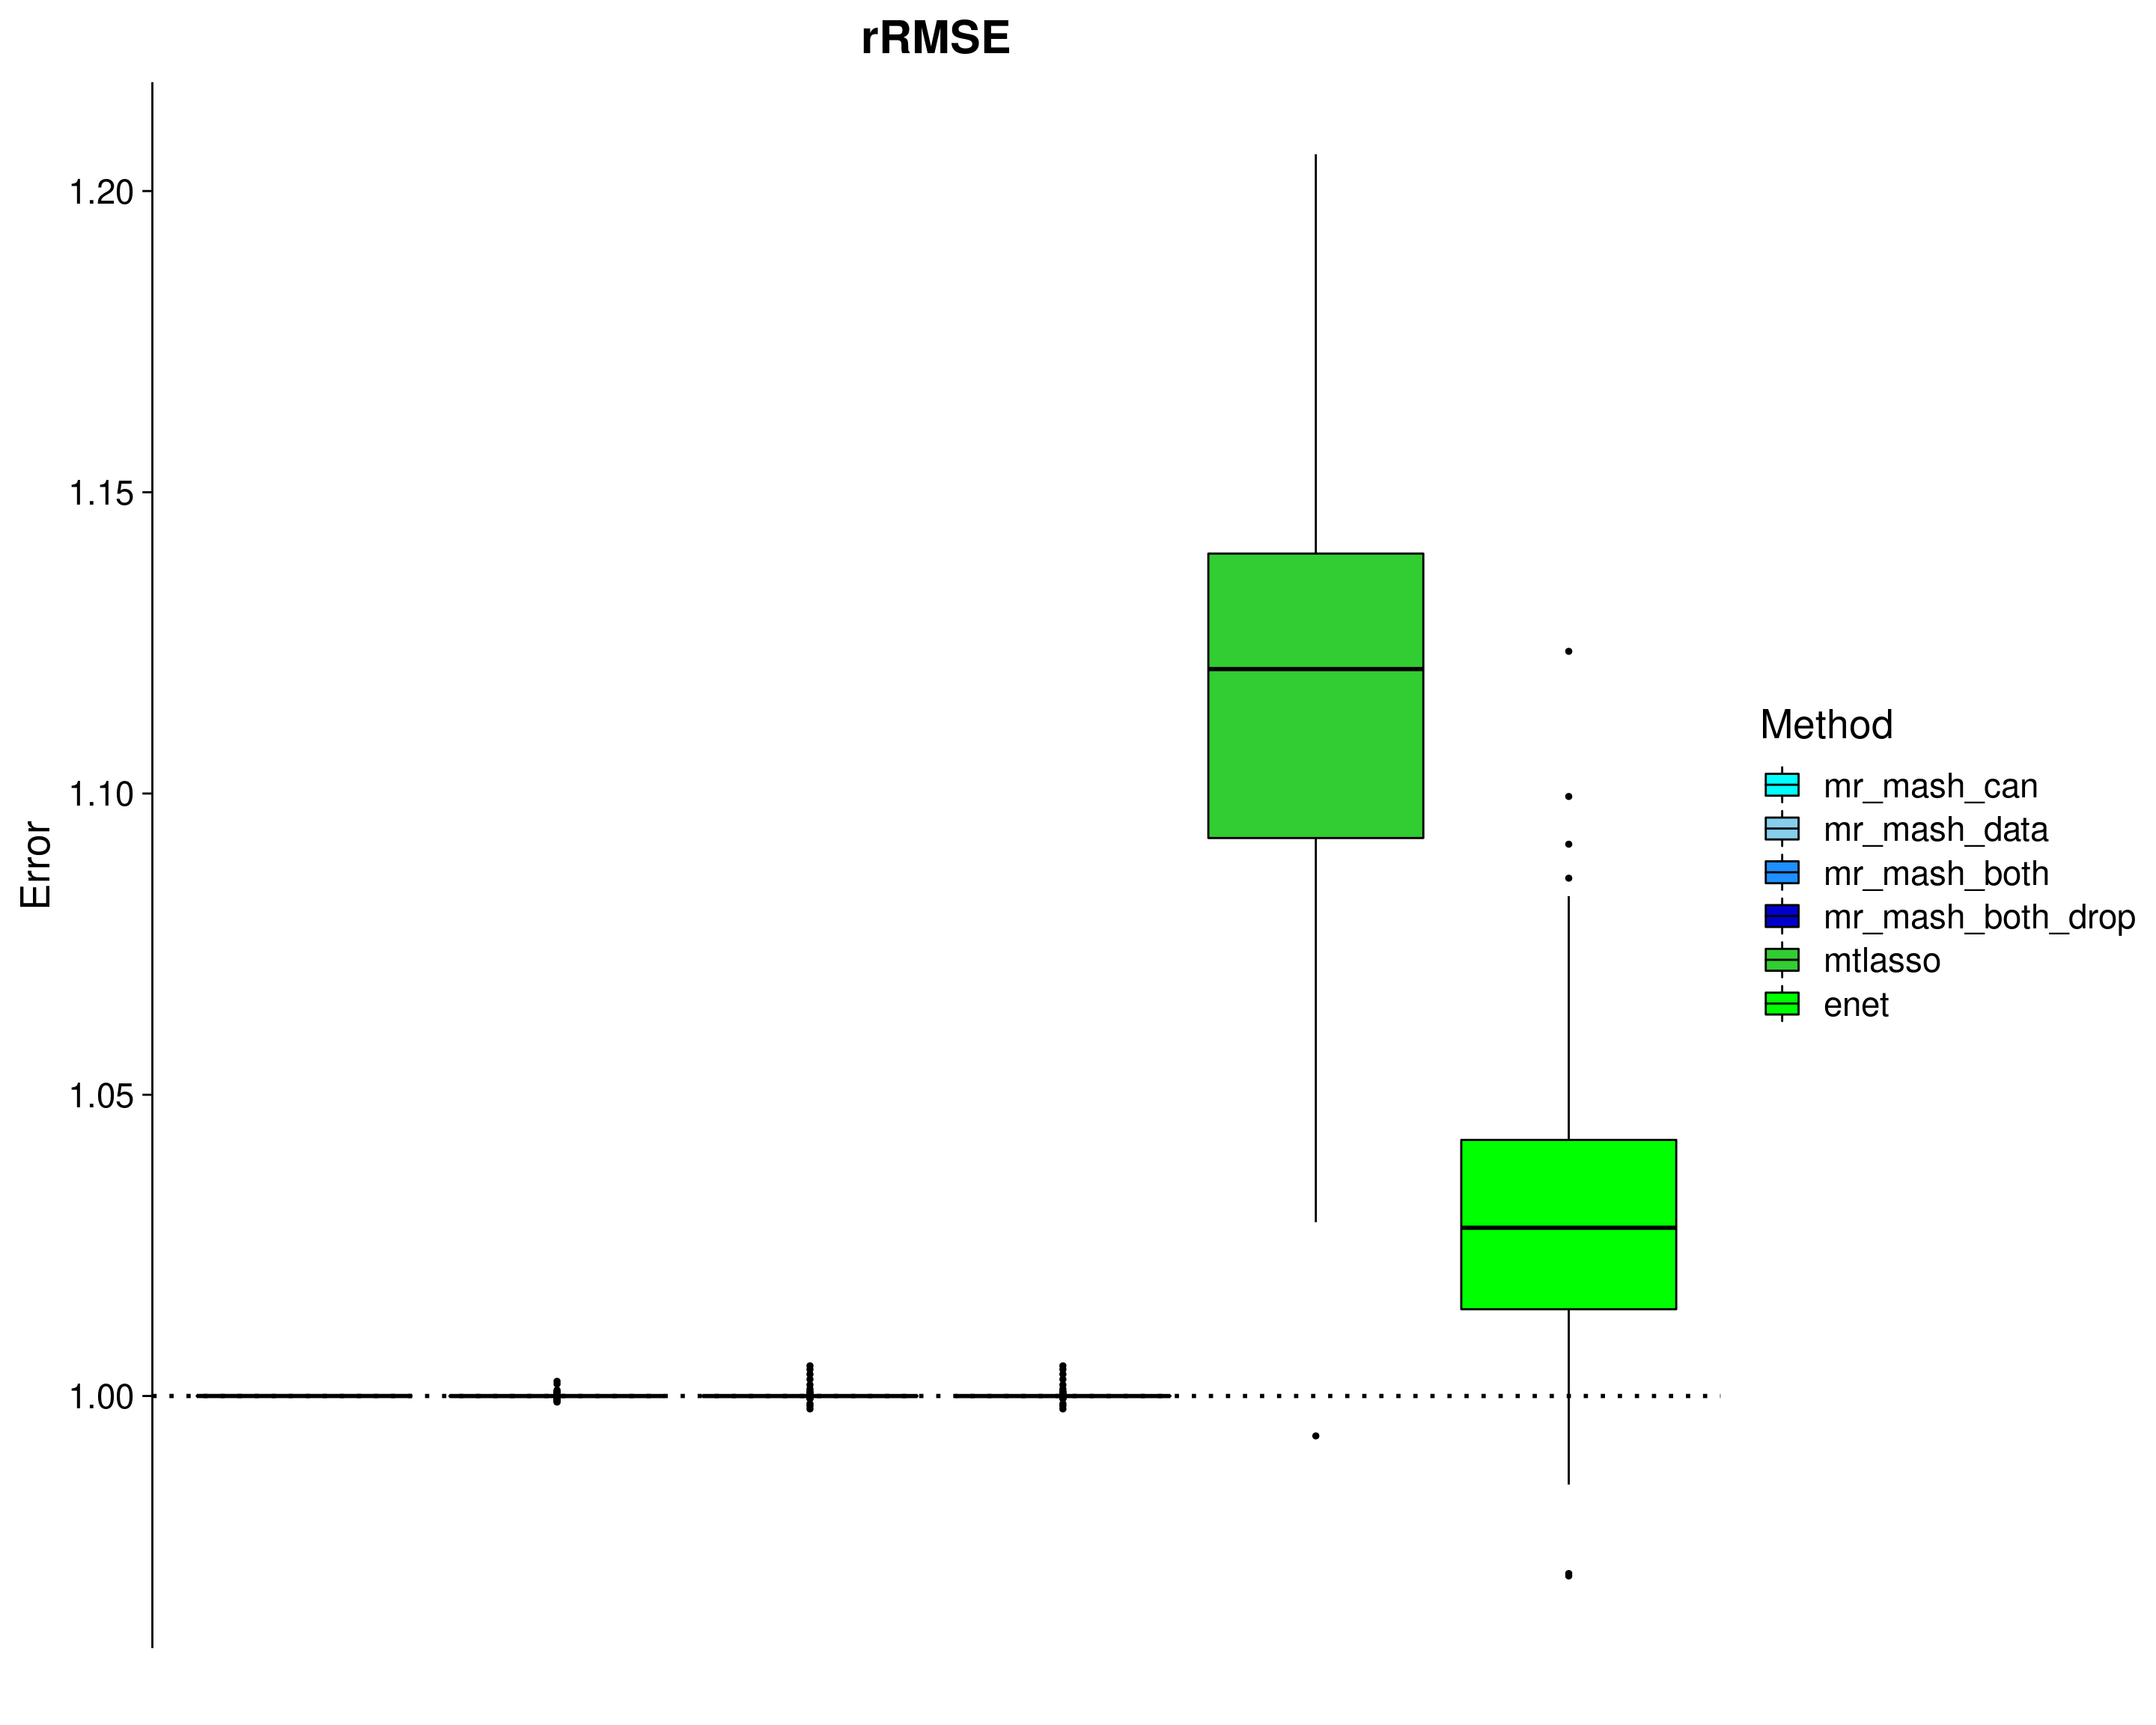 rRMSE
Error
1.20
1.15
1.10
1.05
1.00
Method
mr_mash_can
mr_mash_data
mr_mash_both
mr_mash_both_drop
mtlasso
enet